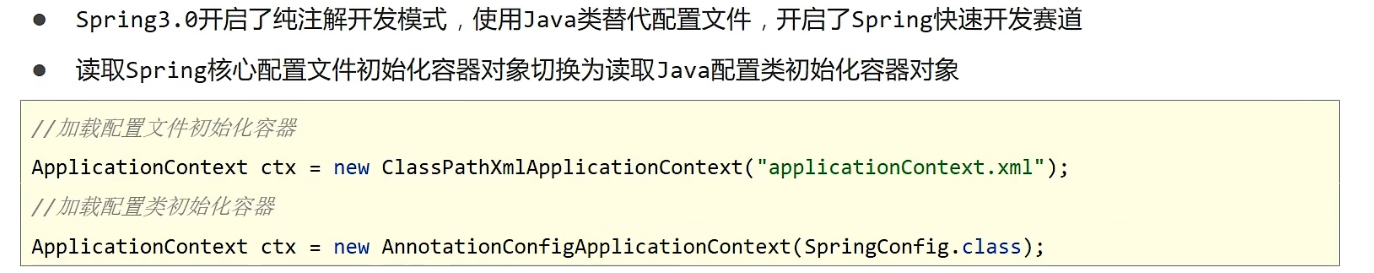 ● Spring3.0开启了纯注解开发模式，使用Java类替代配置文件，开启了Spring快速开发赛道
● 读取Spring核心配置文件初始化容器对象切换为读取Java配置类初始化容器对象
//加载配置文件初始化容器
ApplicationContext ctx = new ClassPathXmlApplicationContext("applicationContext.xml");
//加载配置类初始化容器
ApplicationContext ctx = new AnnotationConfigApplicationContext(SpringConfig.class);